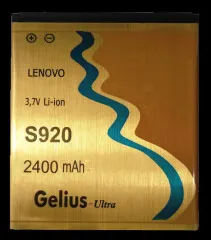 ⊕ ⊖
LENOVO
3,7V Li-ion
S920
2400 mAh
Gelius-Ultra